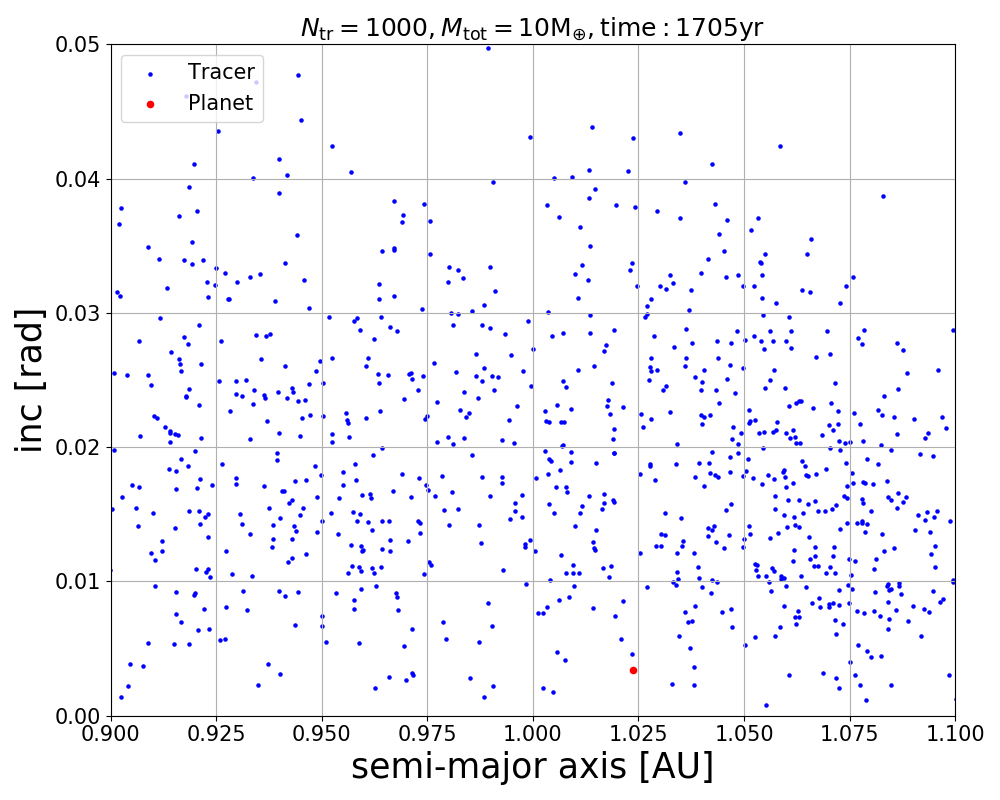 N_tr = 1000, M_tot = 10M_⊕, time : 1705yr
0.05
Tracer
Planet
0.04
0.03
inc [rad]
0.02
0.01
0.00
0.900 0.925 0.950 0.975 1.000 1.025 1.050 1.075 1.100
semi-major axis [AU]